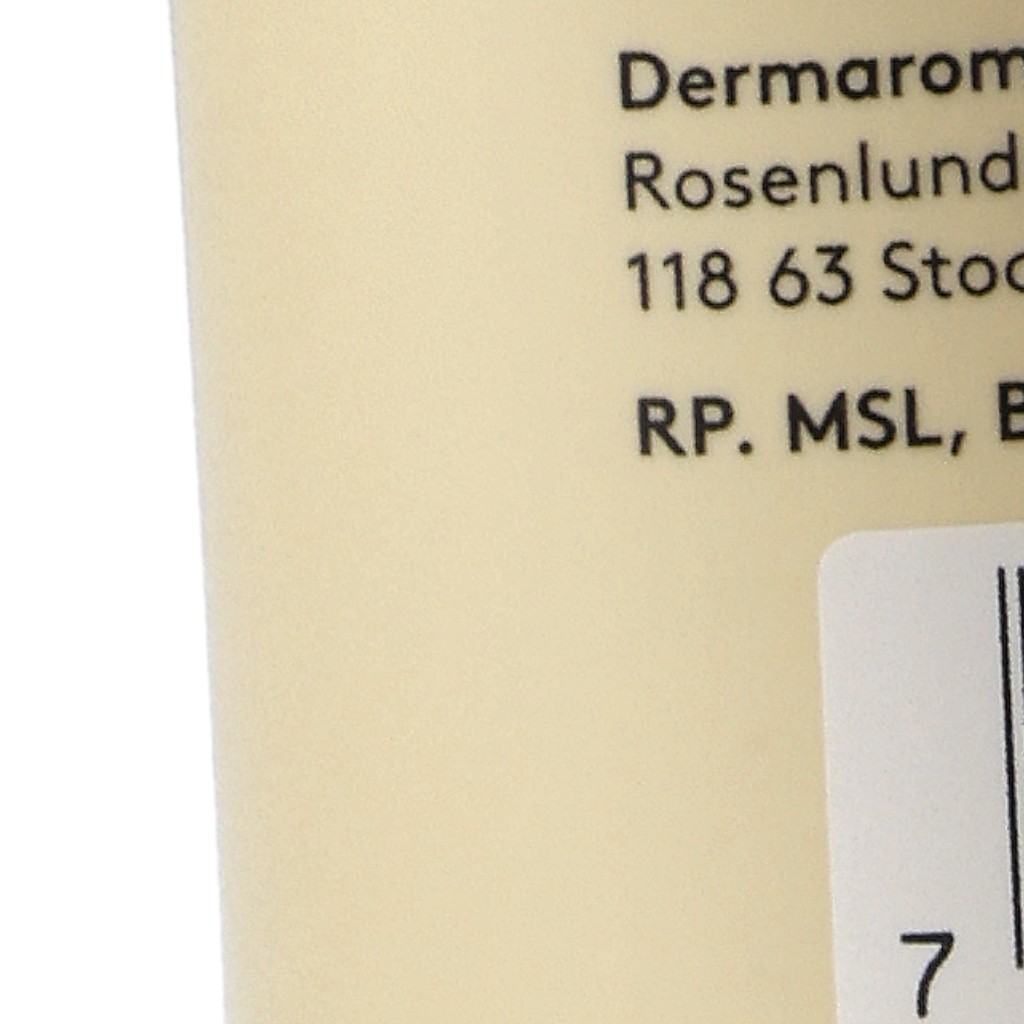 Dermarom
Rosenlund
118 63 Stoc
RP. MSL, B
7